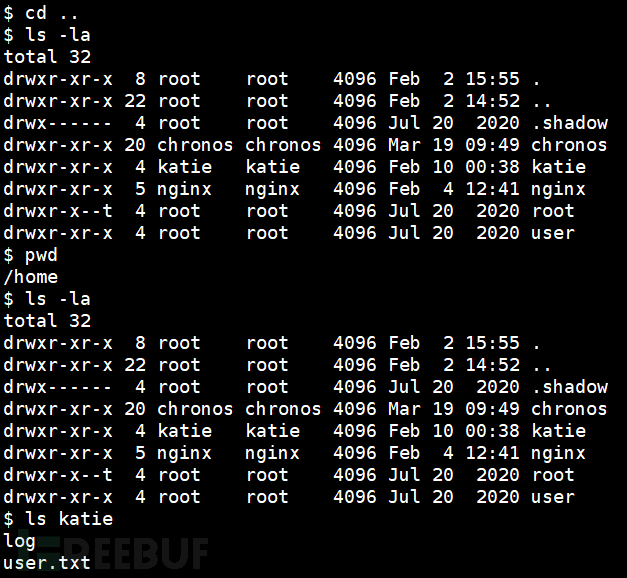 $ cd ..
$ ls -la
total 32
drwxr-xr-x  8 root    root    4096 Feb  2 15:55 .
drwxr-xr-x 22 root    root    4096 Feb  2 14:52 ..
drwx------  4 root    root    4096 Jul 20  2020 .shadow
drwxr-xr-x 20 chronos chronos 4096 Mar 19 09:49 chronos
drwxr-xr-x  4 katie   katie   4096 Feb 10 00:38 katie
drwxr-xr-x  5 nginx   nginx   4096 Feb  4 12:41 nginx
drwxr-x--t  4 root    root    4096 Jul 20  2020 root
drwxr-xr-x  4 root    root    4096 Jul 20  2020 user
$ pwd
/home
$ ls -la
total 32
drwxr-xr-x  8 root    root    4096 Feb  2 15:55 .
drwxr-xr-x 22 root    root    4096 Feb  2 14:52 ..
drwx------  4 root    root    4096 Jul 20  2020 .shadow
drwxr-xr-x 20 chronos chronos 4096 Mar 19 09:49 chronos
drwxr-xr-x  4 katie   katie   4096 Feb 10 00:38 katie
drwxr-xr-x  5 nginx   nginx   4096 Feb  4 12:41 nginx
drwxr-x--t  4 root    root    4096 Jul 20  2020 root
drwxr-xr-x  4 root    root    4096 Jul 20  2020 user
$ ls katie
log
FREEBUF
user.txt